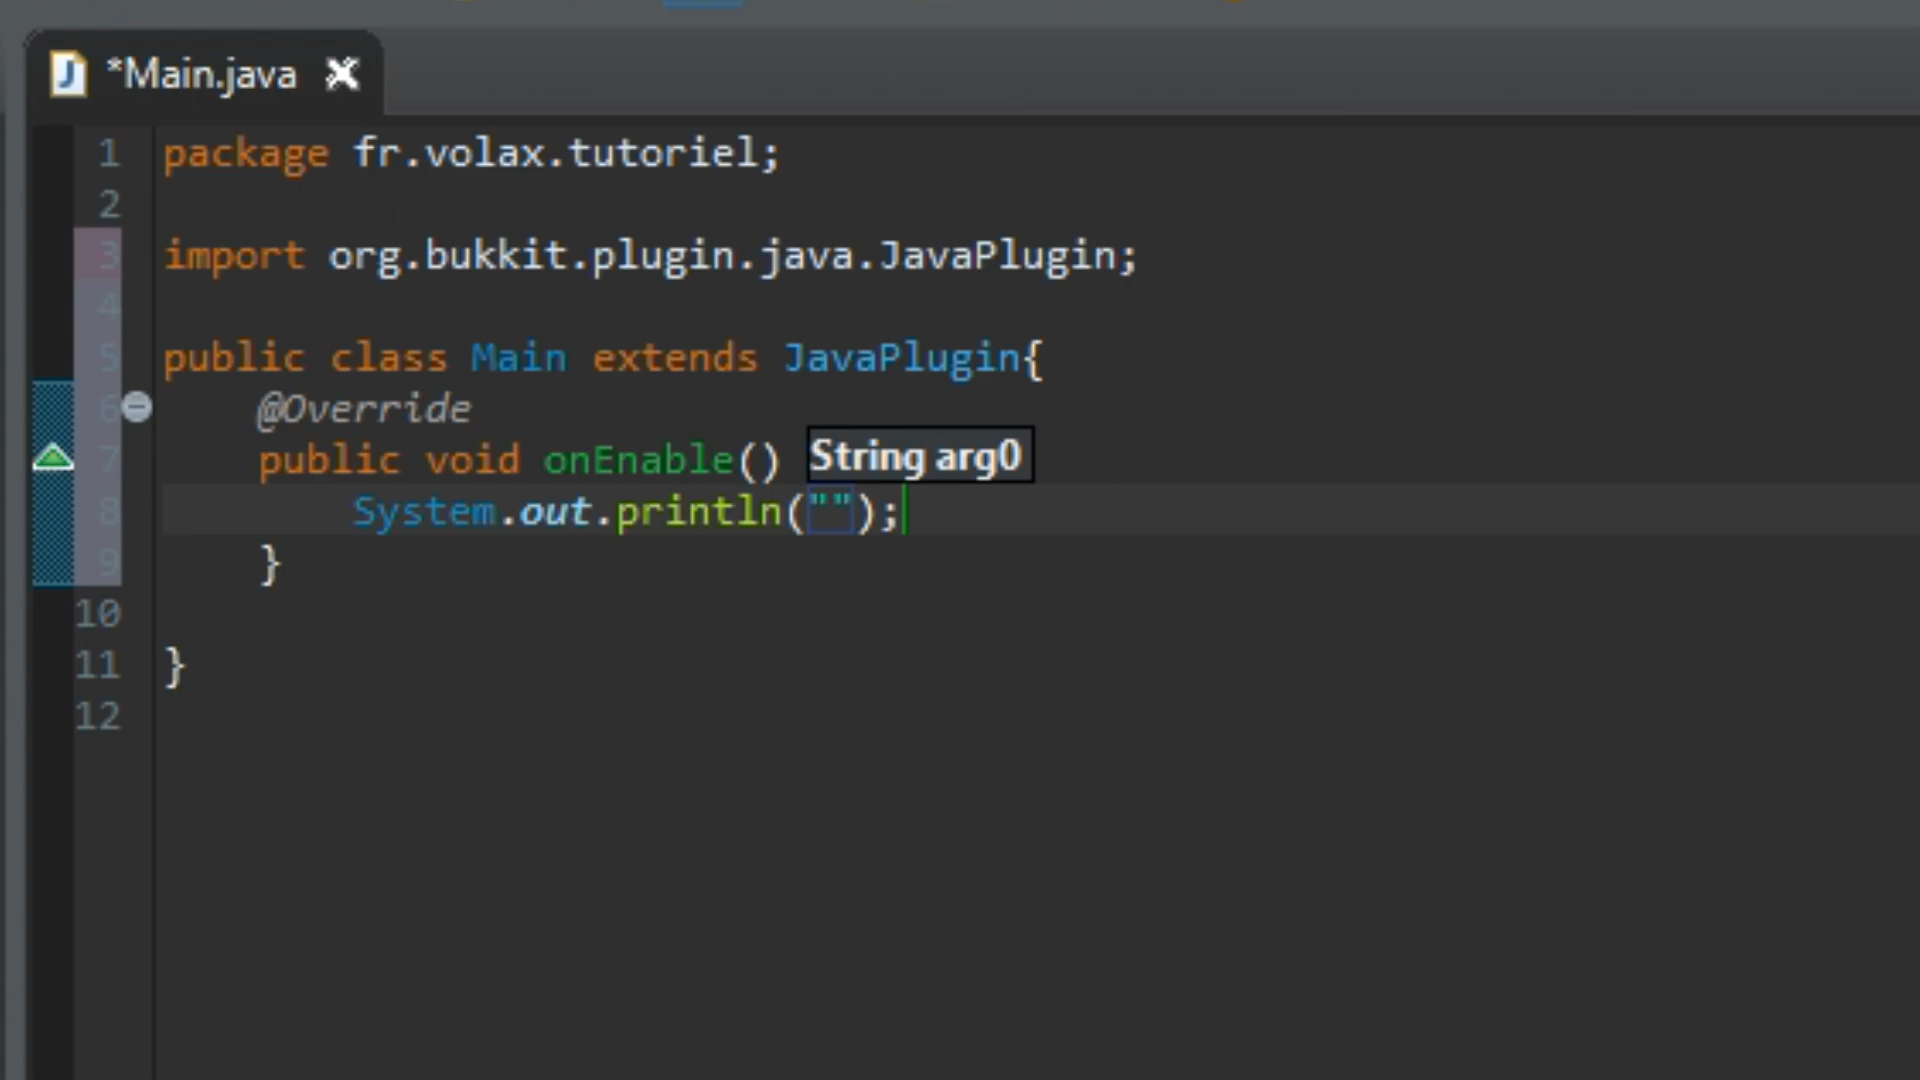 *Main.java
1 package fr.volax.tutoriel;
2
3 import org.bukkit.plugin.java.JavaPlugin;
4
5 public class Main extends JavaPlugin{
6 @Override
7 public void onEnable() String arg0
8 System.out.println("");
9 }
10
11 }
12